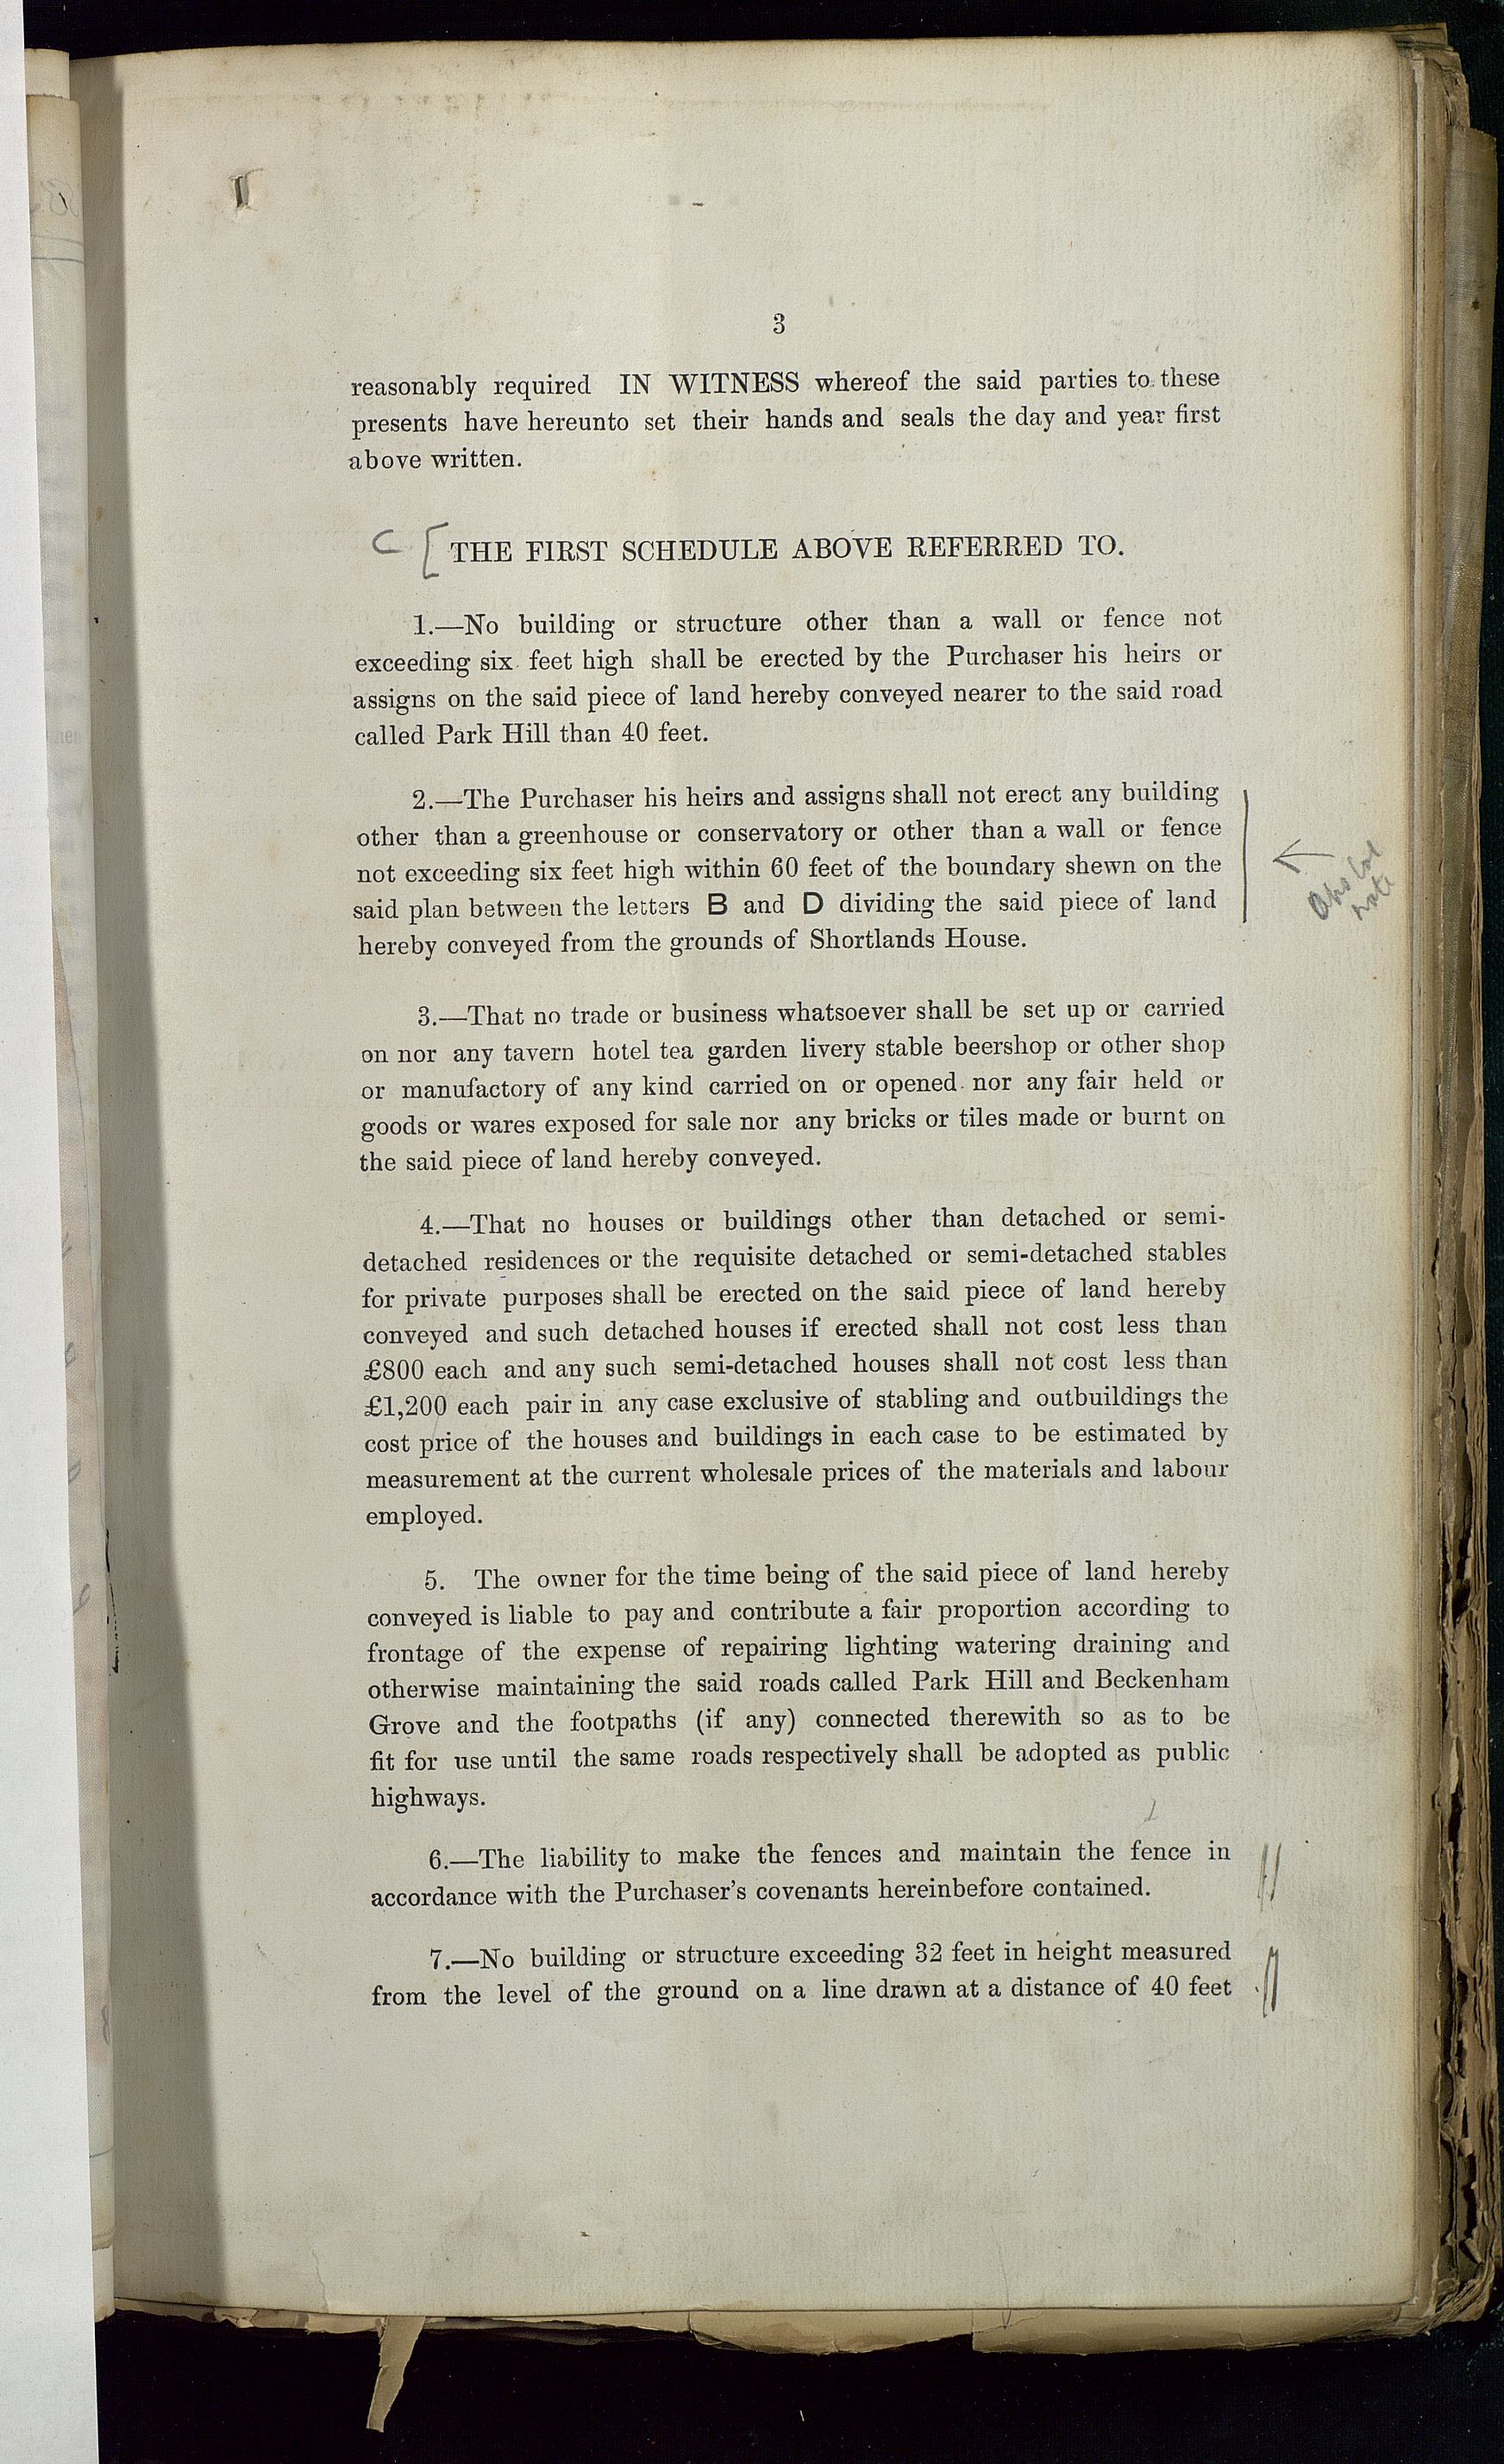 3
reasonably required IN WITNESS whereof the said parties to these
presents have hereunto set their hands and seals the day and year first
above written.
C [ THE FIRST SCHEDULE ABOVE REFERRED TO.
1.—No building or structure other than a wall or fence not
exceeding six feet high shall be erected by the Purchaser his heirs or
assigns on the said piece of land hereby conveyed nearer to the said road
called Park Hill than 40 feet.
2.—The Purchaser his heirs and assigns shall not erect any building
other than a greenhouse or conservatory or other than a wall or fence
not exceeding six feet high within 60 feet of the boundary shewn on the
said plan between the letters B and D dividing the said piece of land
hereby conveyed from the grounds of Shortlands House.
3.—That no trade or business whatsoever shall be set up or carried
on nor any tavern hotel tea garden livery stable beershop or other shop
or manufactory of any kind carried on or opened nor any fair held or
goods or wares exposed for sale nor any bricks or tiles made or burnt on
the said piece of land hereby conveyed.
4.—That no houses or buildings other than detached or semi-
detached residences or the requisite detached or semi-detached stables
for private purposes shall be erected on the said piece of land hereby
conveyed and such detached houses if erected shall not cost less than
£800 each and any such semi-detached houses shall not cost less than
£1,200 each pair in any case exclusive of stabling and outbuildings the
cost price of the houses and buildings in each case to be estimated by
measurement at the current wholesale prices of the materials and labour
employed.
5. The owner for the time being of the said piece of land hereby
conveyed is liable to pay and contribute a fair proportion according to
frontage of the expense of repairing lighting watering draining and
otherwise maintaining the said roads called Park Hill and Beckenham
Grove and the footpaths (if any) connected therewith so as to be
fit for use until the same roads respectively shall be adopted as public
highways.
6.—The liability to make the fences and maintain the fence in
accordance with the Purchaser's covenants hereinbefore contained.
7.—No building or structure exceeding 32 feet in height measured
from the level of the ground on a line drawn at a distance of 40 feet